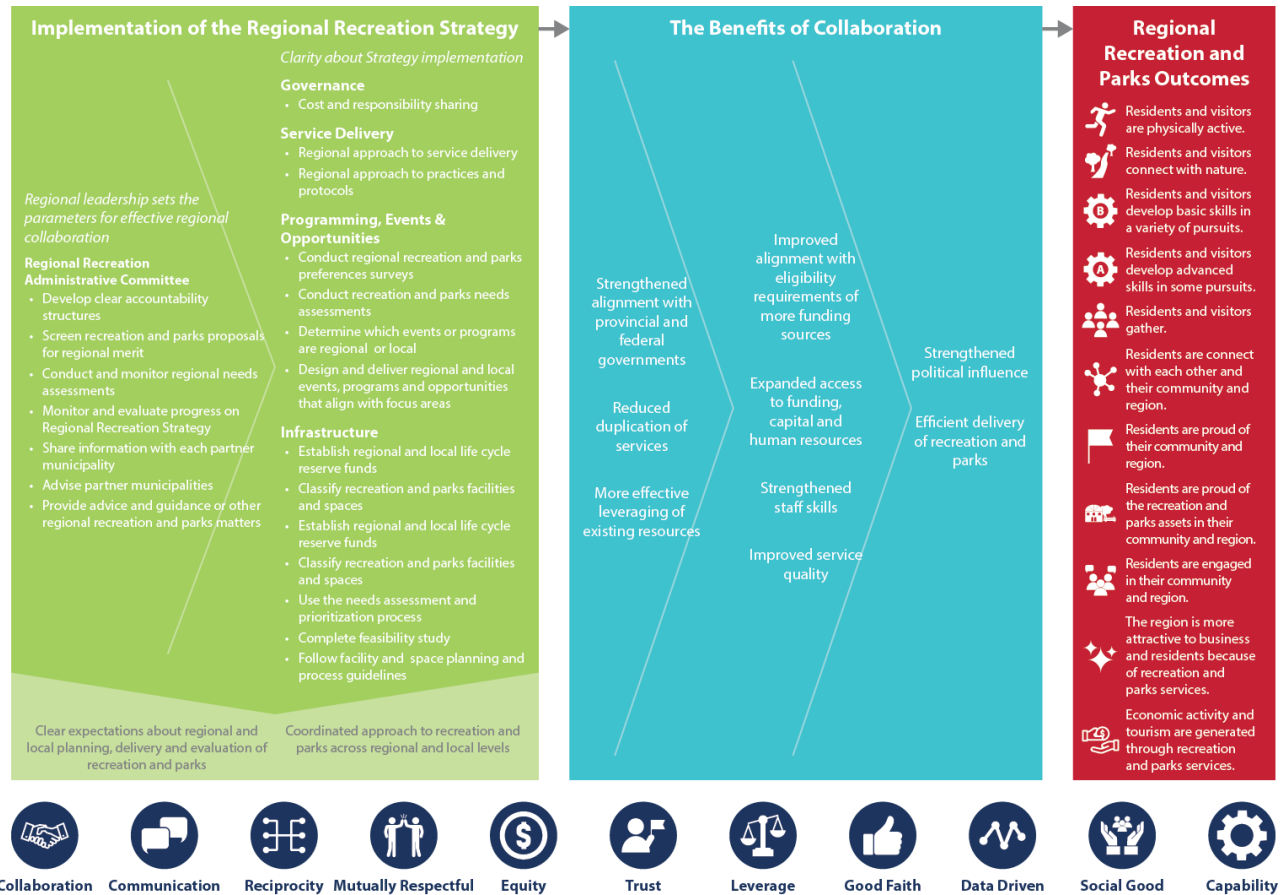 Implementation of the Regional Recreation Strategy
Regional leadership sets the
parameters for effective regional
collaboration
Regional Recreation
Administrative Committee
• Develop clear accountability
structures
• Screen recreation and parks proposals
for regional merit
• Conduct and monitor regional needs
assessments
• Monitor and evaluate progress on
Regional Recreation Strategy
• Share information with each partner
municipality
• Advise partner municipalities
• Provide advice and guidance or other
regional recreation and parks matters
Clarity about Strategy implementation
Governance
• Cost and responsibility sharing
Service Delivery
• Regional approach to service delivery
• Regional approach to practices and
protocols
Programming, Events &
Opportunities
• Conduct regional recreation and parks
preferences surveys
• Conduct recreation and parks needs
assessments
• Determine which events or programs
are regional or local
• Design and deliver regional and local
events, programs and opportunities
that align with focus areas
Infrastructure
• Establish regional and local life cycle
reserve funds
• Classify recreation and parks facilities
and spaces
• Establish regional and local life cycle
reserve funds
• Classify recreation and parks facilities
and spaces
• Use the needs assessment and
prioritization process
• Complete feasibility study
• Follow facility and space planning and
process guidelines
Clear expectations about regional and
local planning, delivery and evaluation of
recreation and parks
Coordinated approach to recreation and
parks across regional and local levels
The Benefits of Collaboration
Strengthened
alignment with
provincial and
federal
governments
Reduced
duplication of
services
More effective
leveraging of
existing resources
Improved
alignment with
eligibility
requirements of
more funding
sources
Expanded access
to funding,
capital and
human resources
Strengthened
staff skills
Improved service
quality
Strengthened
political influence
Efficient delivery
of recreation and
parks
Regional
Recreation and
Parks Outcomes
Residents and visitors
are physically active.
Residents and visitors
connect with nature.
B
Residents and visitors
develop basic skills in
a variety of pursuits.
A
Residents and visitors
develop advanced
skills in some pursuits.
Residents and visitors
gather.
Residents are connect
with each other and
their community and
region.
Residents are proud of
their community and
region.
Residents are proud of
the recreation and
parks assets in their
community and region.
Residents are engaged
in their community
and region.
The region is more
attractive to business
and residents because
of recreation and
parks services.
Economic activity and
tourism are generated
through recreation
and parks services.
$
Collaboration
Communication
Reciprocity
Mutually Respectful
Equity
Trust
Leverage
Good Faith
Data Driven
Social Good
Capability